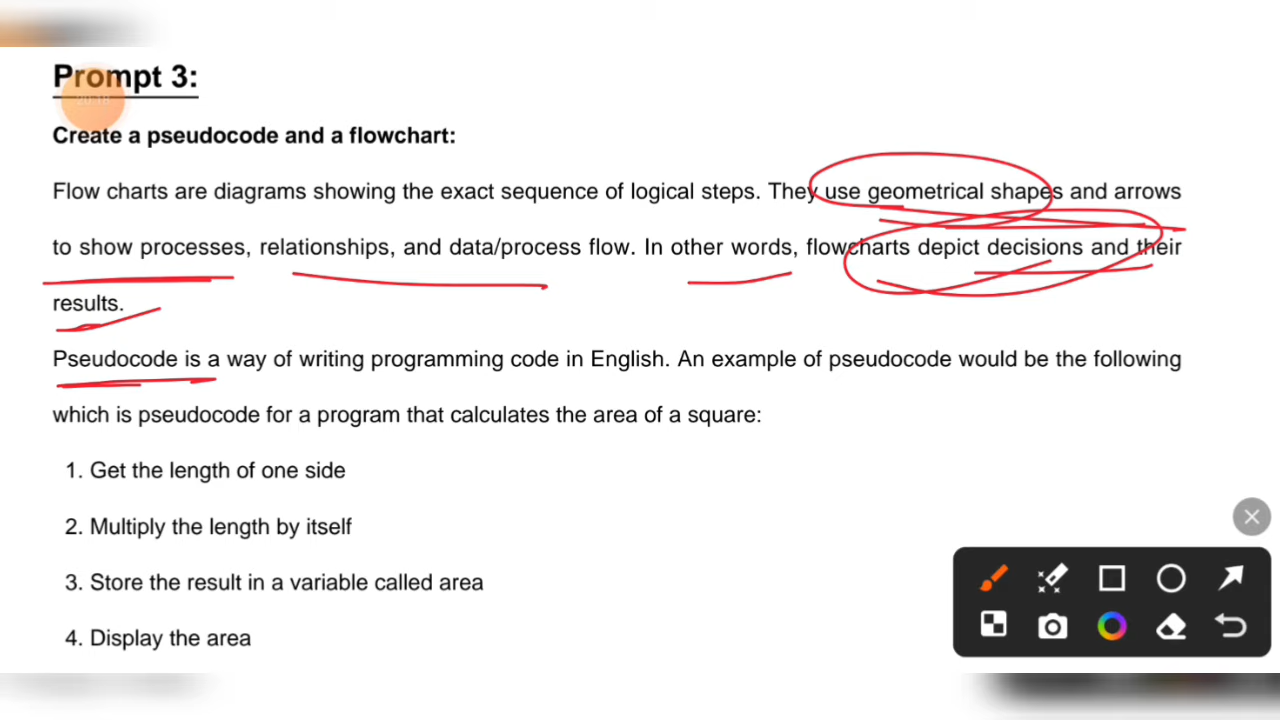 Prompt 3:
Create a pseudocode and a flowchart:
Flow charts are diagrams showing the exact sequence of logical steps. They use geometrical shapes and arrows
to show processes, relationships, and data/process flow. In other words, flowcharts depict decisions and their
results.
Pseudocode is a way of writing programming code in English. An example of pseudocode would be the following
which is pseudocode for a program that calculates the area of a square:
1. Get the length of one side
2. Multiply the length by itself
3. Store the result in a variable called area
4. Display the area